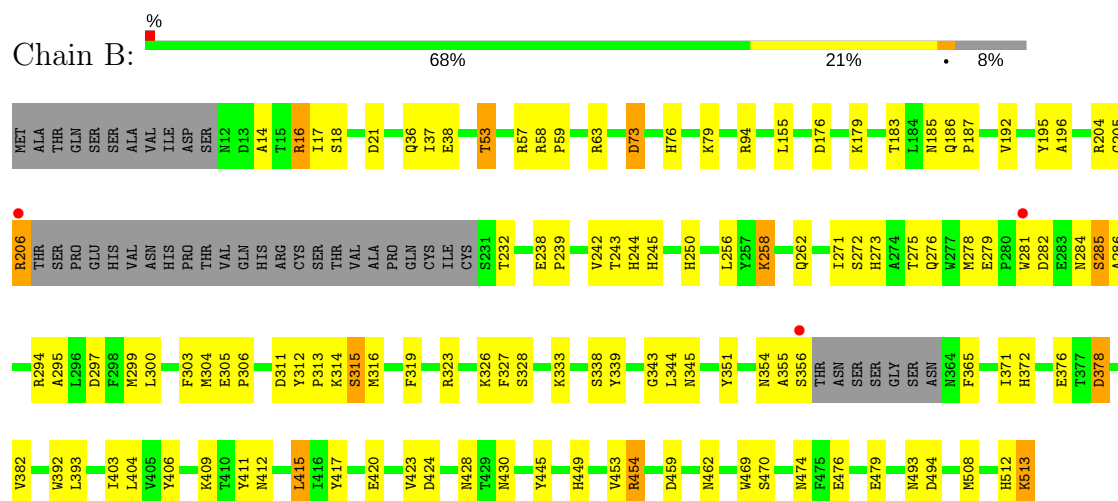 %
Chain B:
68% 21% • 8%
MET ALA THR GLN SER SER ALA VAL ILE ASP SER N12 D13 A14 T15 R16 I17 S18 D21 Q36 I37 E38 T53 R57 R58 P59 R63 D73 H76 K79 R94 L155 D176 K179 T183 L184 N185 Q186 P187 V192 Y195 A196 R204 G205
R206 THR SER PRO GLU HIS VAL ASN HIS PRO THR VAL GLN HIS ARG CYS SER THR VAL ALA PRO GLN CYS ILE CYS S231 T232 E238 P239 V242 T243 H244 H245 H250 L256 Y257 K258 Q262 I271 S272 H273 A274 T275 Q276 W277 M278 E279 P280 W281 D282 E283 N284 S285 A286
R294 A295 L296 D297 F298 M299 L300 F303 M304 E305 P306 D311 Y312 P313 K314 S315 M316 F319 R323 K326 F327 S328 K333 S338 Y339 G343 L344 N345 Y351 N354 A355 S356 THR ASN SER SER GLY SER ASN N364 F365 I371 H372 E376 T377 D378
V382 W392 L393 I403 L404 V405 Y406 K409 T410 Y411 N412 L415 I416 Y417 E420 V423 D424 N428 T429 N430 Y445 H449 V453 R454 D459 N462 W469 S470 N474 F475 E476 E479 N493 D494 M508 H512 K513